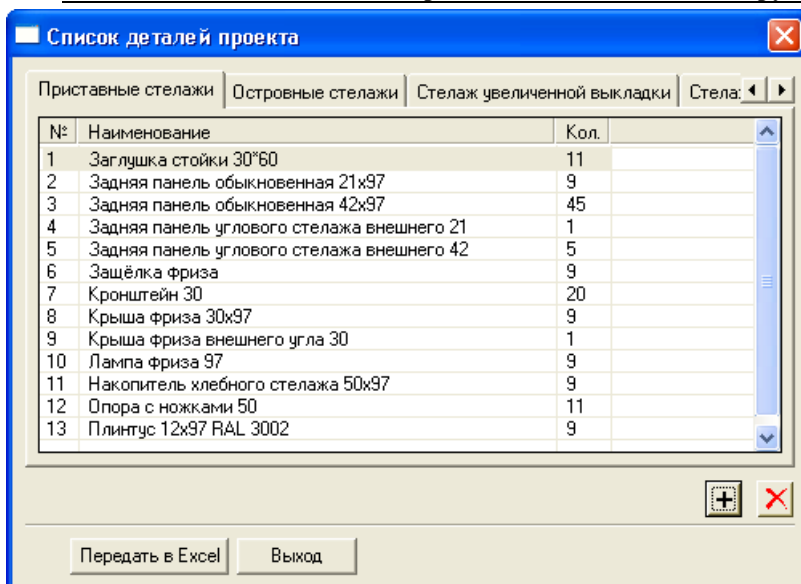 Список деталей проекта
Приставные стелажи Островные стелажи Стелаж увеличенной выкладки Стела:
№ Наименование Кол.
1 Заглушка стойки 30*60 11
2 Задняя панель обыкновенная 21x97 9
3 Задняя панель обыкновенная 42x97 45
4 Задняя панель углового стелажа внешнего 21 1
5 Задняя панель углового стелажа внешнего 42 5
6 Защёлка фриза 9
7 Кронштейн 30 20
8 Крыша фриза 30x97 9
9 Крыша фриза внешнего угла 30 1
10 Лампа фриза 97 9
11 Накопитель хлебного стелажа 50x97 9
12 Опора с ножками 50 11
13 Плинтус 12x97 RAL 3002 9
Передать в Excel Выход